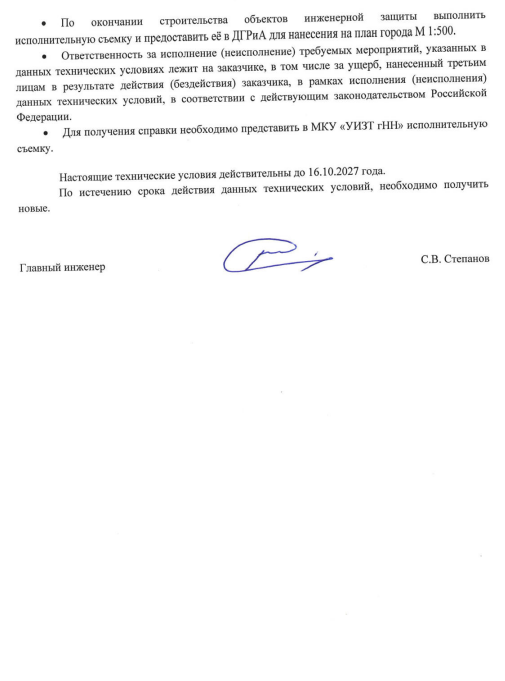 • По окончании строительства объектов инженерной защиты выполнить
исполнительную съемку и предоставить её в ДГРиА для нанесения на план города М 1:500.
• Ответственность за исполнение (неисполнение) требуемых мероприятий, указанных в
данных технических условиях лежит на заказчике, в том числе за ущерб, нанесенный третьим
лицам в результате действия (бездействия) заказчика, в рамках исполнения (неисполнения)
данных технических условий, в соответствии с действующим законодательством Российской
Федерации.
• Для получения справки необходимо представить в МКУ «УИЗТ гНН» исполнительную
съемку.
Настоящие технические условия действительны до 16.10.2027 года.
По истечению срока действия данных технических условий, необходимо получить
новые.
Главный инженер С.В. Степанов